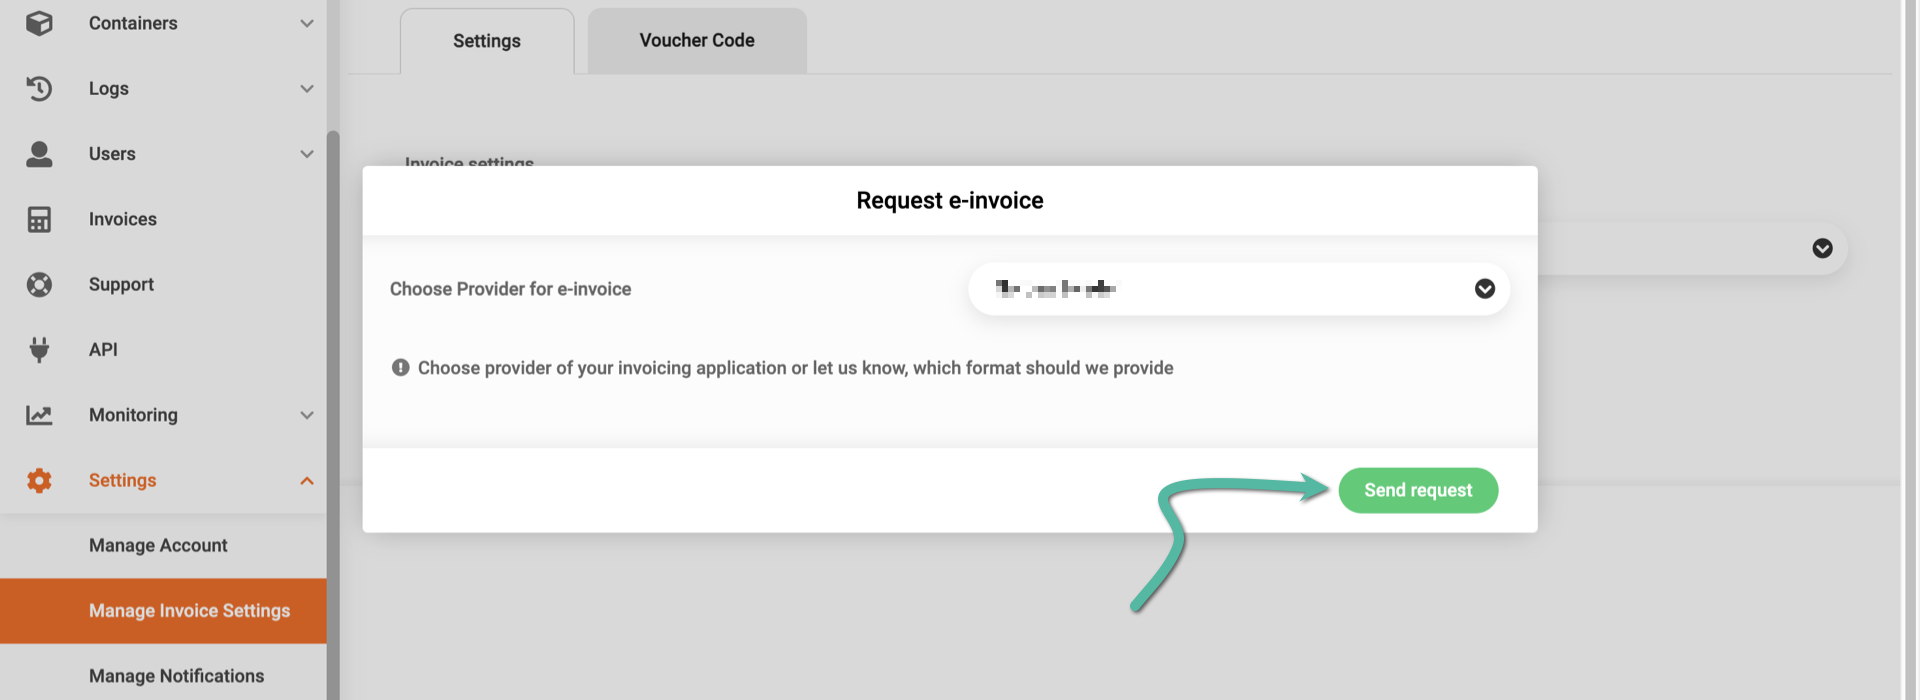 Containers
Logs
Users
Invoices
Support
API
Monitoring
Settings
Manage Account
Manage Invoice Settings
Manage Notifications
Settings
Voucher Code
Invoice settings
Request e-invoice
Choose Provider for e-invoice
Choose provider of your invoicing application or let us know, which format should we provide
Send request